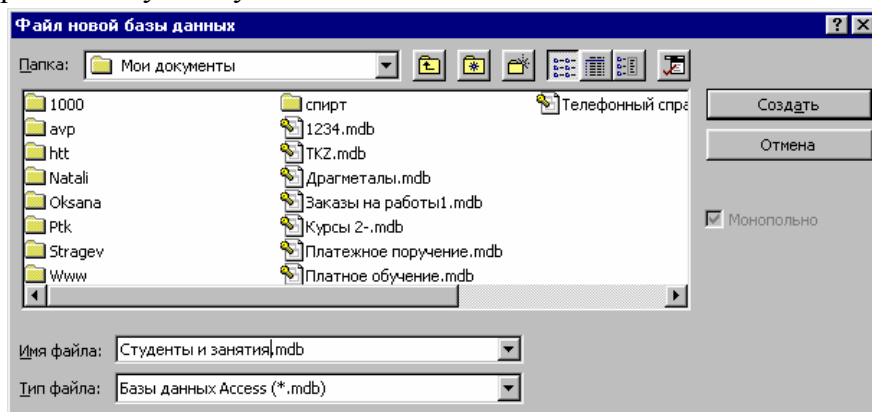 Файл новой базы данных
Папка: Мои документы
1000
avp
htt
Natali
Oksana
Ptk
Stragev
Www
спирт
1234.mdb
TKZ.mdb
Драгметалы.mdb
Заказы на работы1.mdb
Курсы 2-.mdb
Платежное поручение.mdb
Платное обучение.mdb
Телефонный спра
Создать
Отмена
Монопольно
Имя файла: Студенты и занятия.mdb
Тип файла: Базы данных Access (*.mdb)